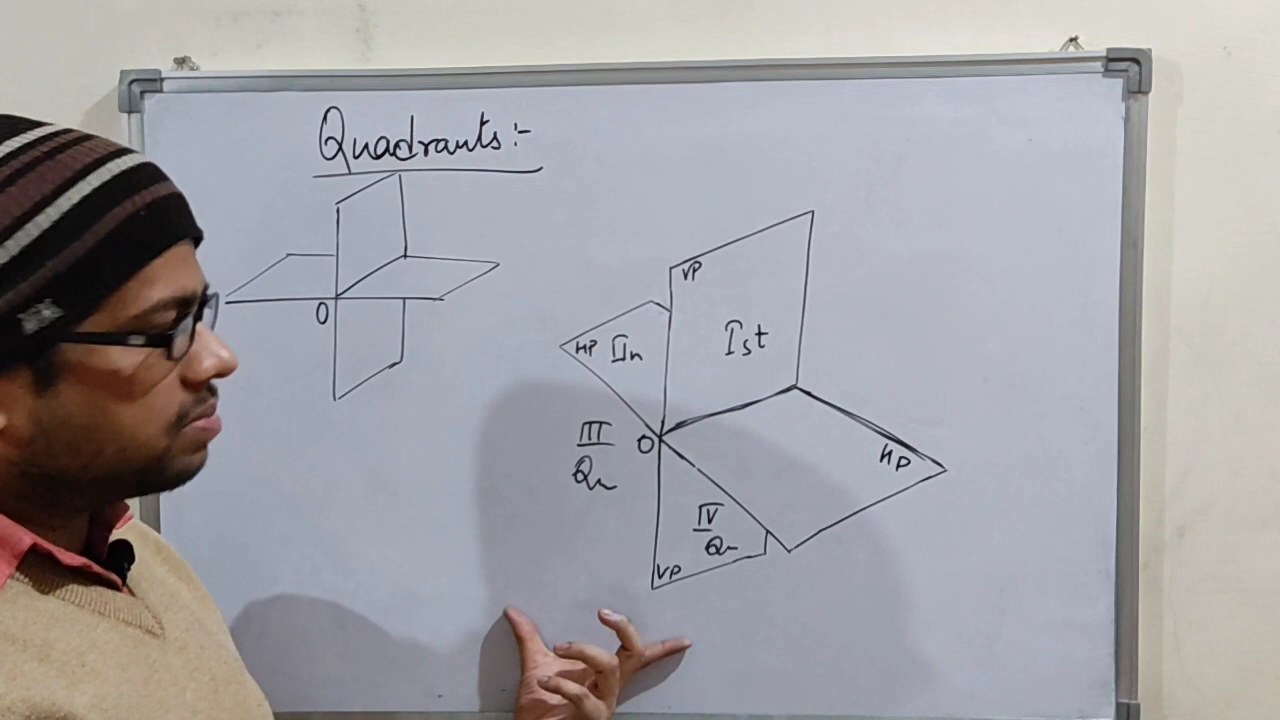 Quadrants:-
O
VP
Ist
HP IIn
III
Qn
O
HP
IV
Qn
VP